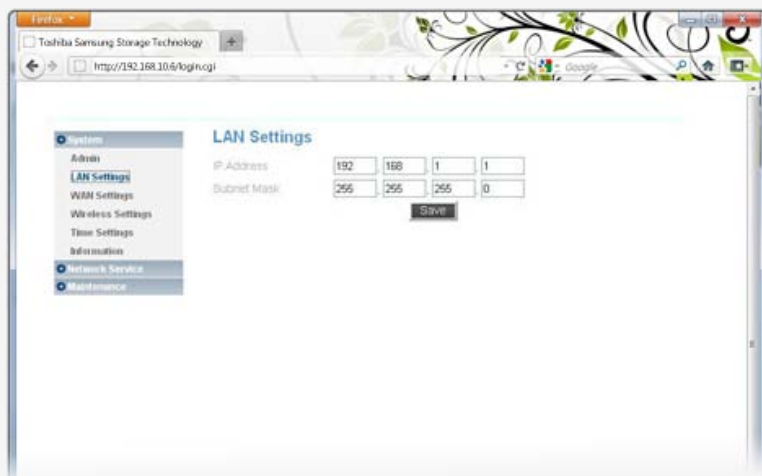 Firefox
Toshiba Samsung Storage Technology
http://192.168.10.6/login.cgi
Google
System
Admin
LAN Settings
WAN Settings
Wireless Settings
Time Settings
Information
Network Service
Maintenance
LAN Settings
IP Address 192 . 168 . 1 . 1
Subnet Mask 255 . 255 . 255 . 0
Save